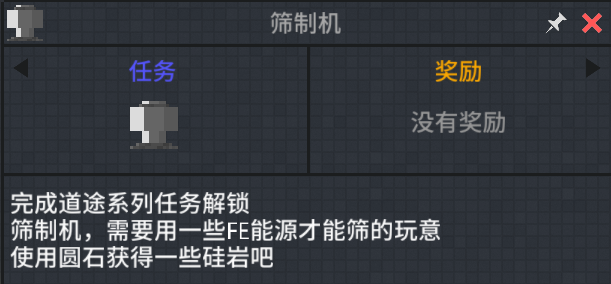 筛制机
任务
奖励
没有奖励
完成道途系列任务解锁
筛制机，需要用一些FE能源才能筛的玩意
使用圆石获得一些硅岩吧